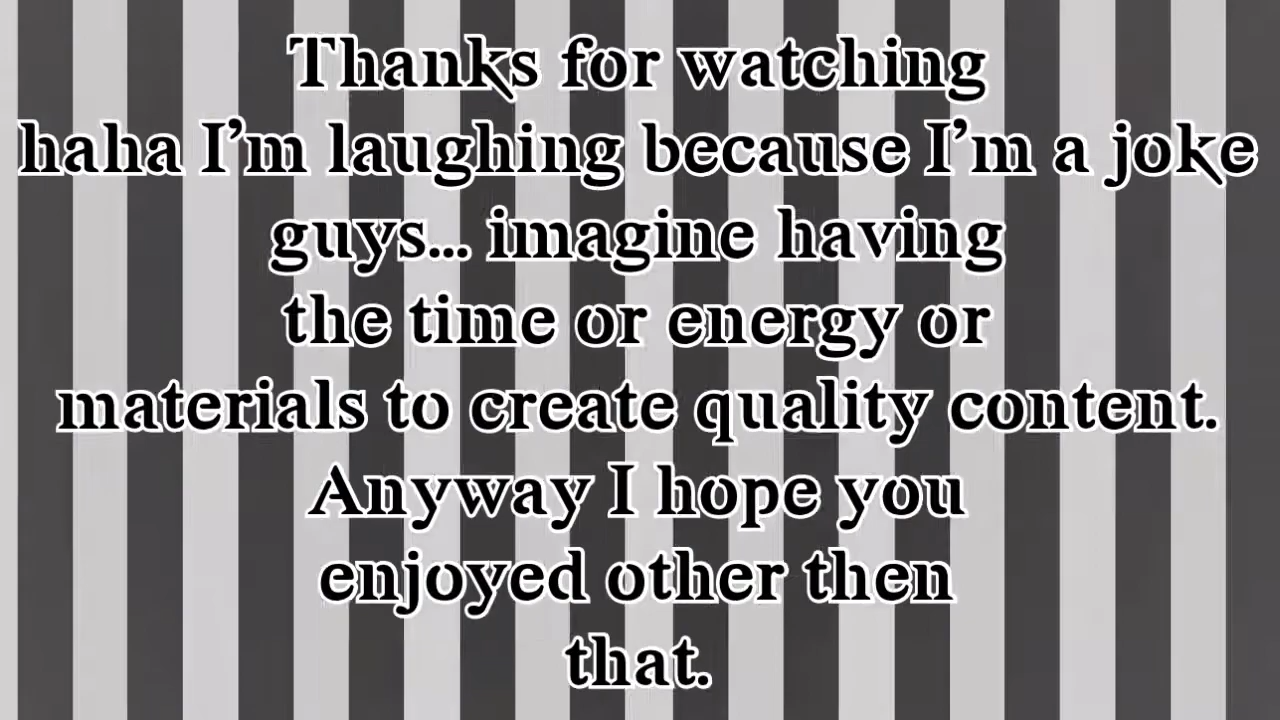 Thanks for watching
haha I’m laughing because I’m a joke
guys... imagine having
the time or energy or
materials to create quality content.
Anyway I hope you
enjoyed other then
that.